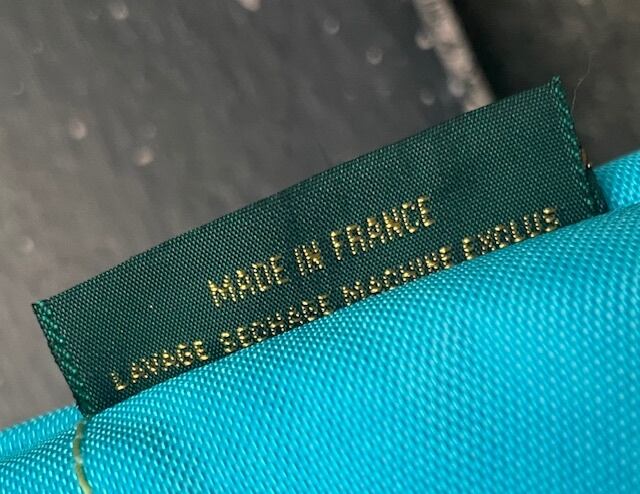 MADE IN FRANCE
LAVAGE SECHAGE MACHINE EXCLUS